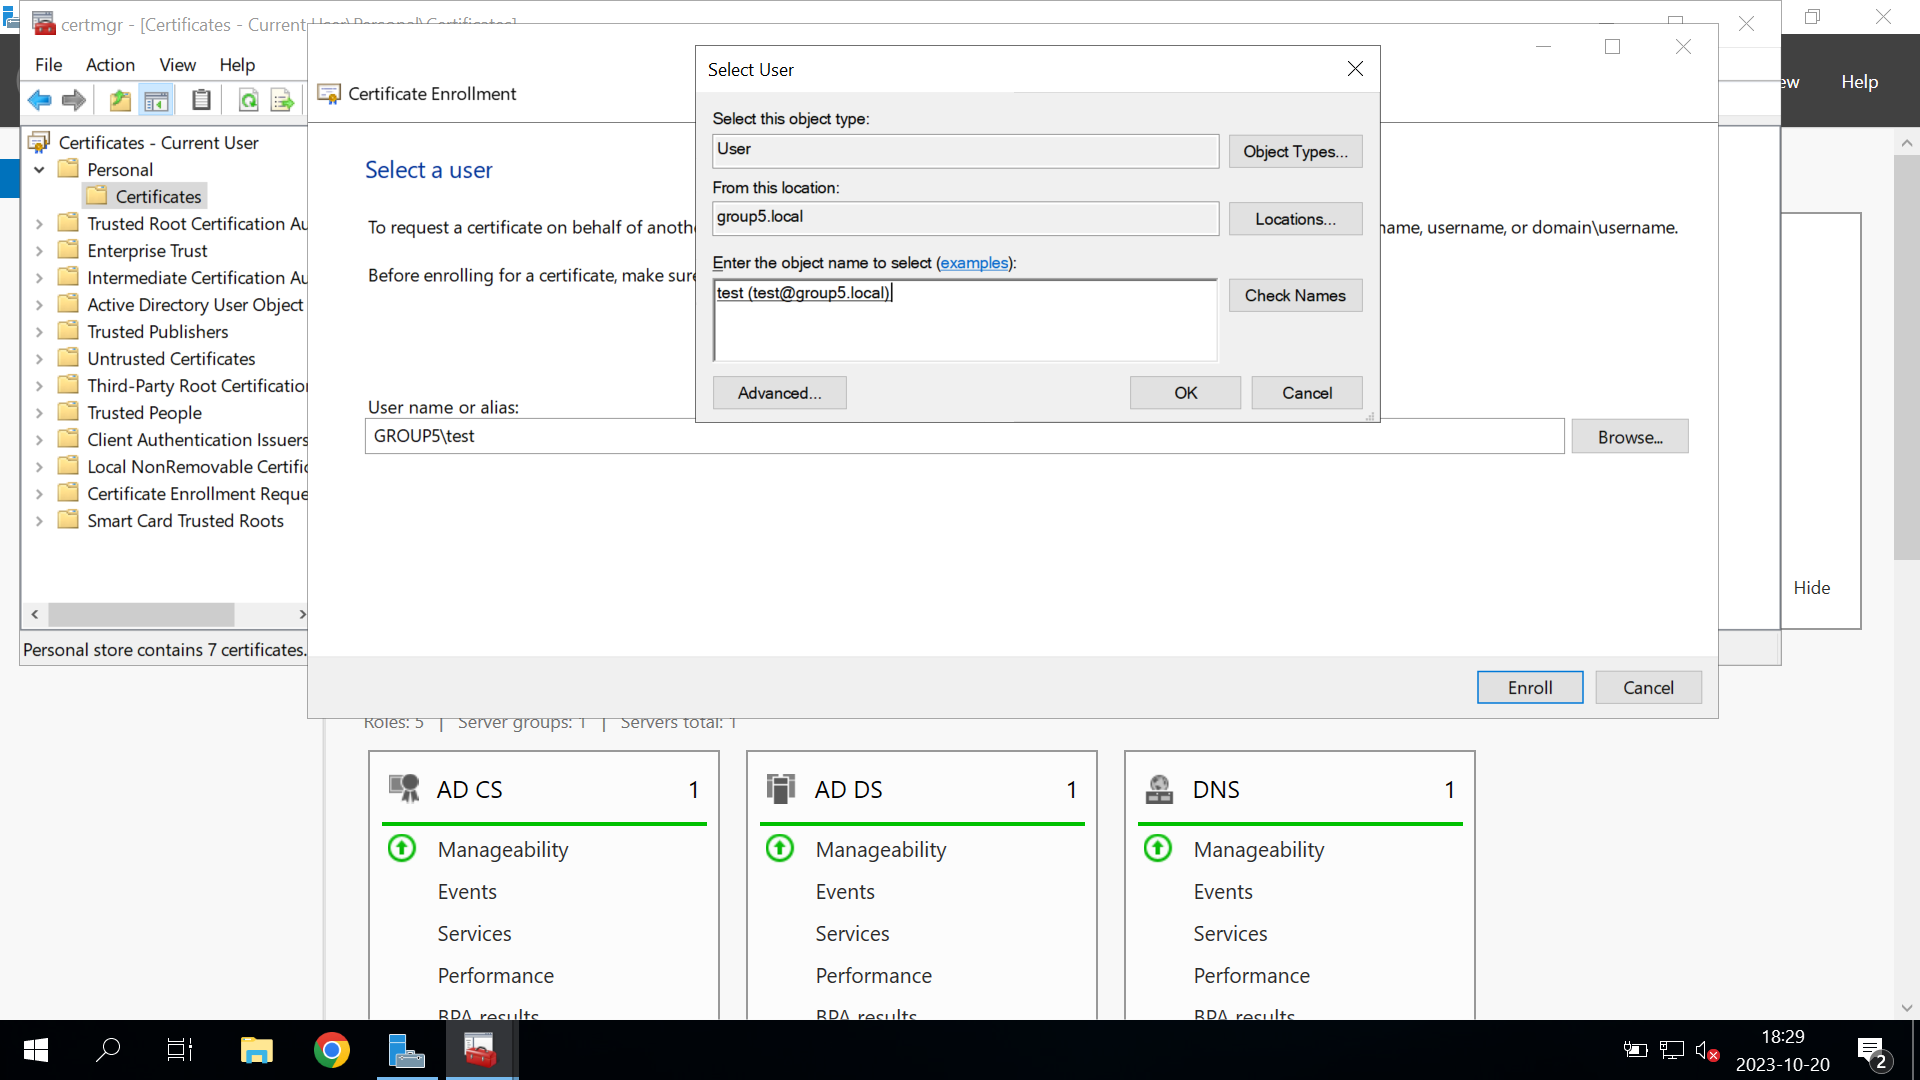 certmgr - [Certificates - Current User\Personal\Certificates]
File Action View Help
Certificates - Current User
Personal
Certificates
Trusted Root Certification Au
Enterprise Trust
Intermediate Certification Au
Active Directory User Object
Trusted Publishers
Untrusted Certificates
Third-Party Root Certification
Trusted People
Client Authentication Issuers
Local NonRemovable Certific
Certificate Enrollment Reque
Smart Card Trusted Roots
Personal store contains 7 certificates.
Certificate Enrollment
Select a user
To request a certificate on behalf of anothe
name, username, or domain\username.
Before enrolling for a certificate, make sure
User name or alias:
GROUP5\test
Browse...
Enroll Cancel
Select User
Select this object type:
User
Object Types...
From this location:
group5.local
Locations...
Enter the object name to select (examples):
test (test@group5.local)
Check Names
Advanced... OK Cancel
ew Help
Hide
Roles: 5 | Server groups: 1 | Servers total: 1
AD CS 1
Manageability
Events
Services
Performance
BPA results
AD DS 1
Manageability
Events
Services
Performance
BPA results
DNS 1
Manageability
Events
Services
Performance
BPA results
18:29
2023-10-20
2